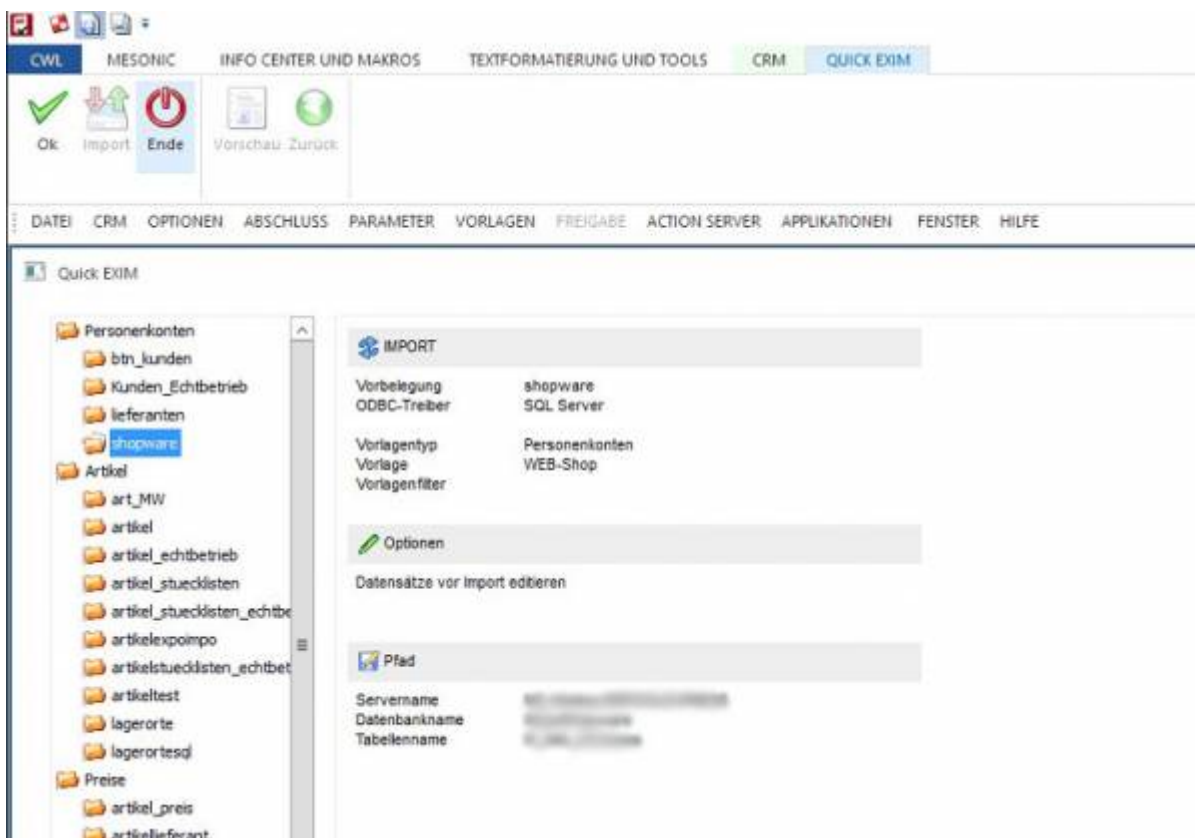 CWL MESONIC INFO CENTER UND MAKROS TEXTFORMATIERUNG UND TOOLS CRM QUICK EXIM
Ok Import Ende Vorschau Zurück
DATEI CRM OPTIONEN ABSCHLUSS PARAMETER VORLAGEN FREIGABE ACTION SERVER APPLIKATIONEN FENSTER HILFE
Quick EXIM
Personenkonten
btn_kunden
Kunden_Echtbetrieb
lieferanten
shopware
Artikel
art_MW
artikel
artikel_echtbetrieb
artikel_stuecklisten
artikel_stuecklisten_echtbe
artikelexpoimpo
artikelstuecklisten_echtbet
artikeltest
lagerorte
lagerortesql
Preise
artikel_preis
artikellieferant
IMPORT
Vorbelegung shopware
ODBC-Treiber SQL Server
Vorlagentyp Personenkonten
Vorlage WEB-Shop
Vorlagenfilter
Optionen
Datensätze vor Import editieren
Pfad
Servername
Datenbankname
Tabellenname